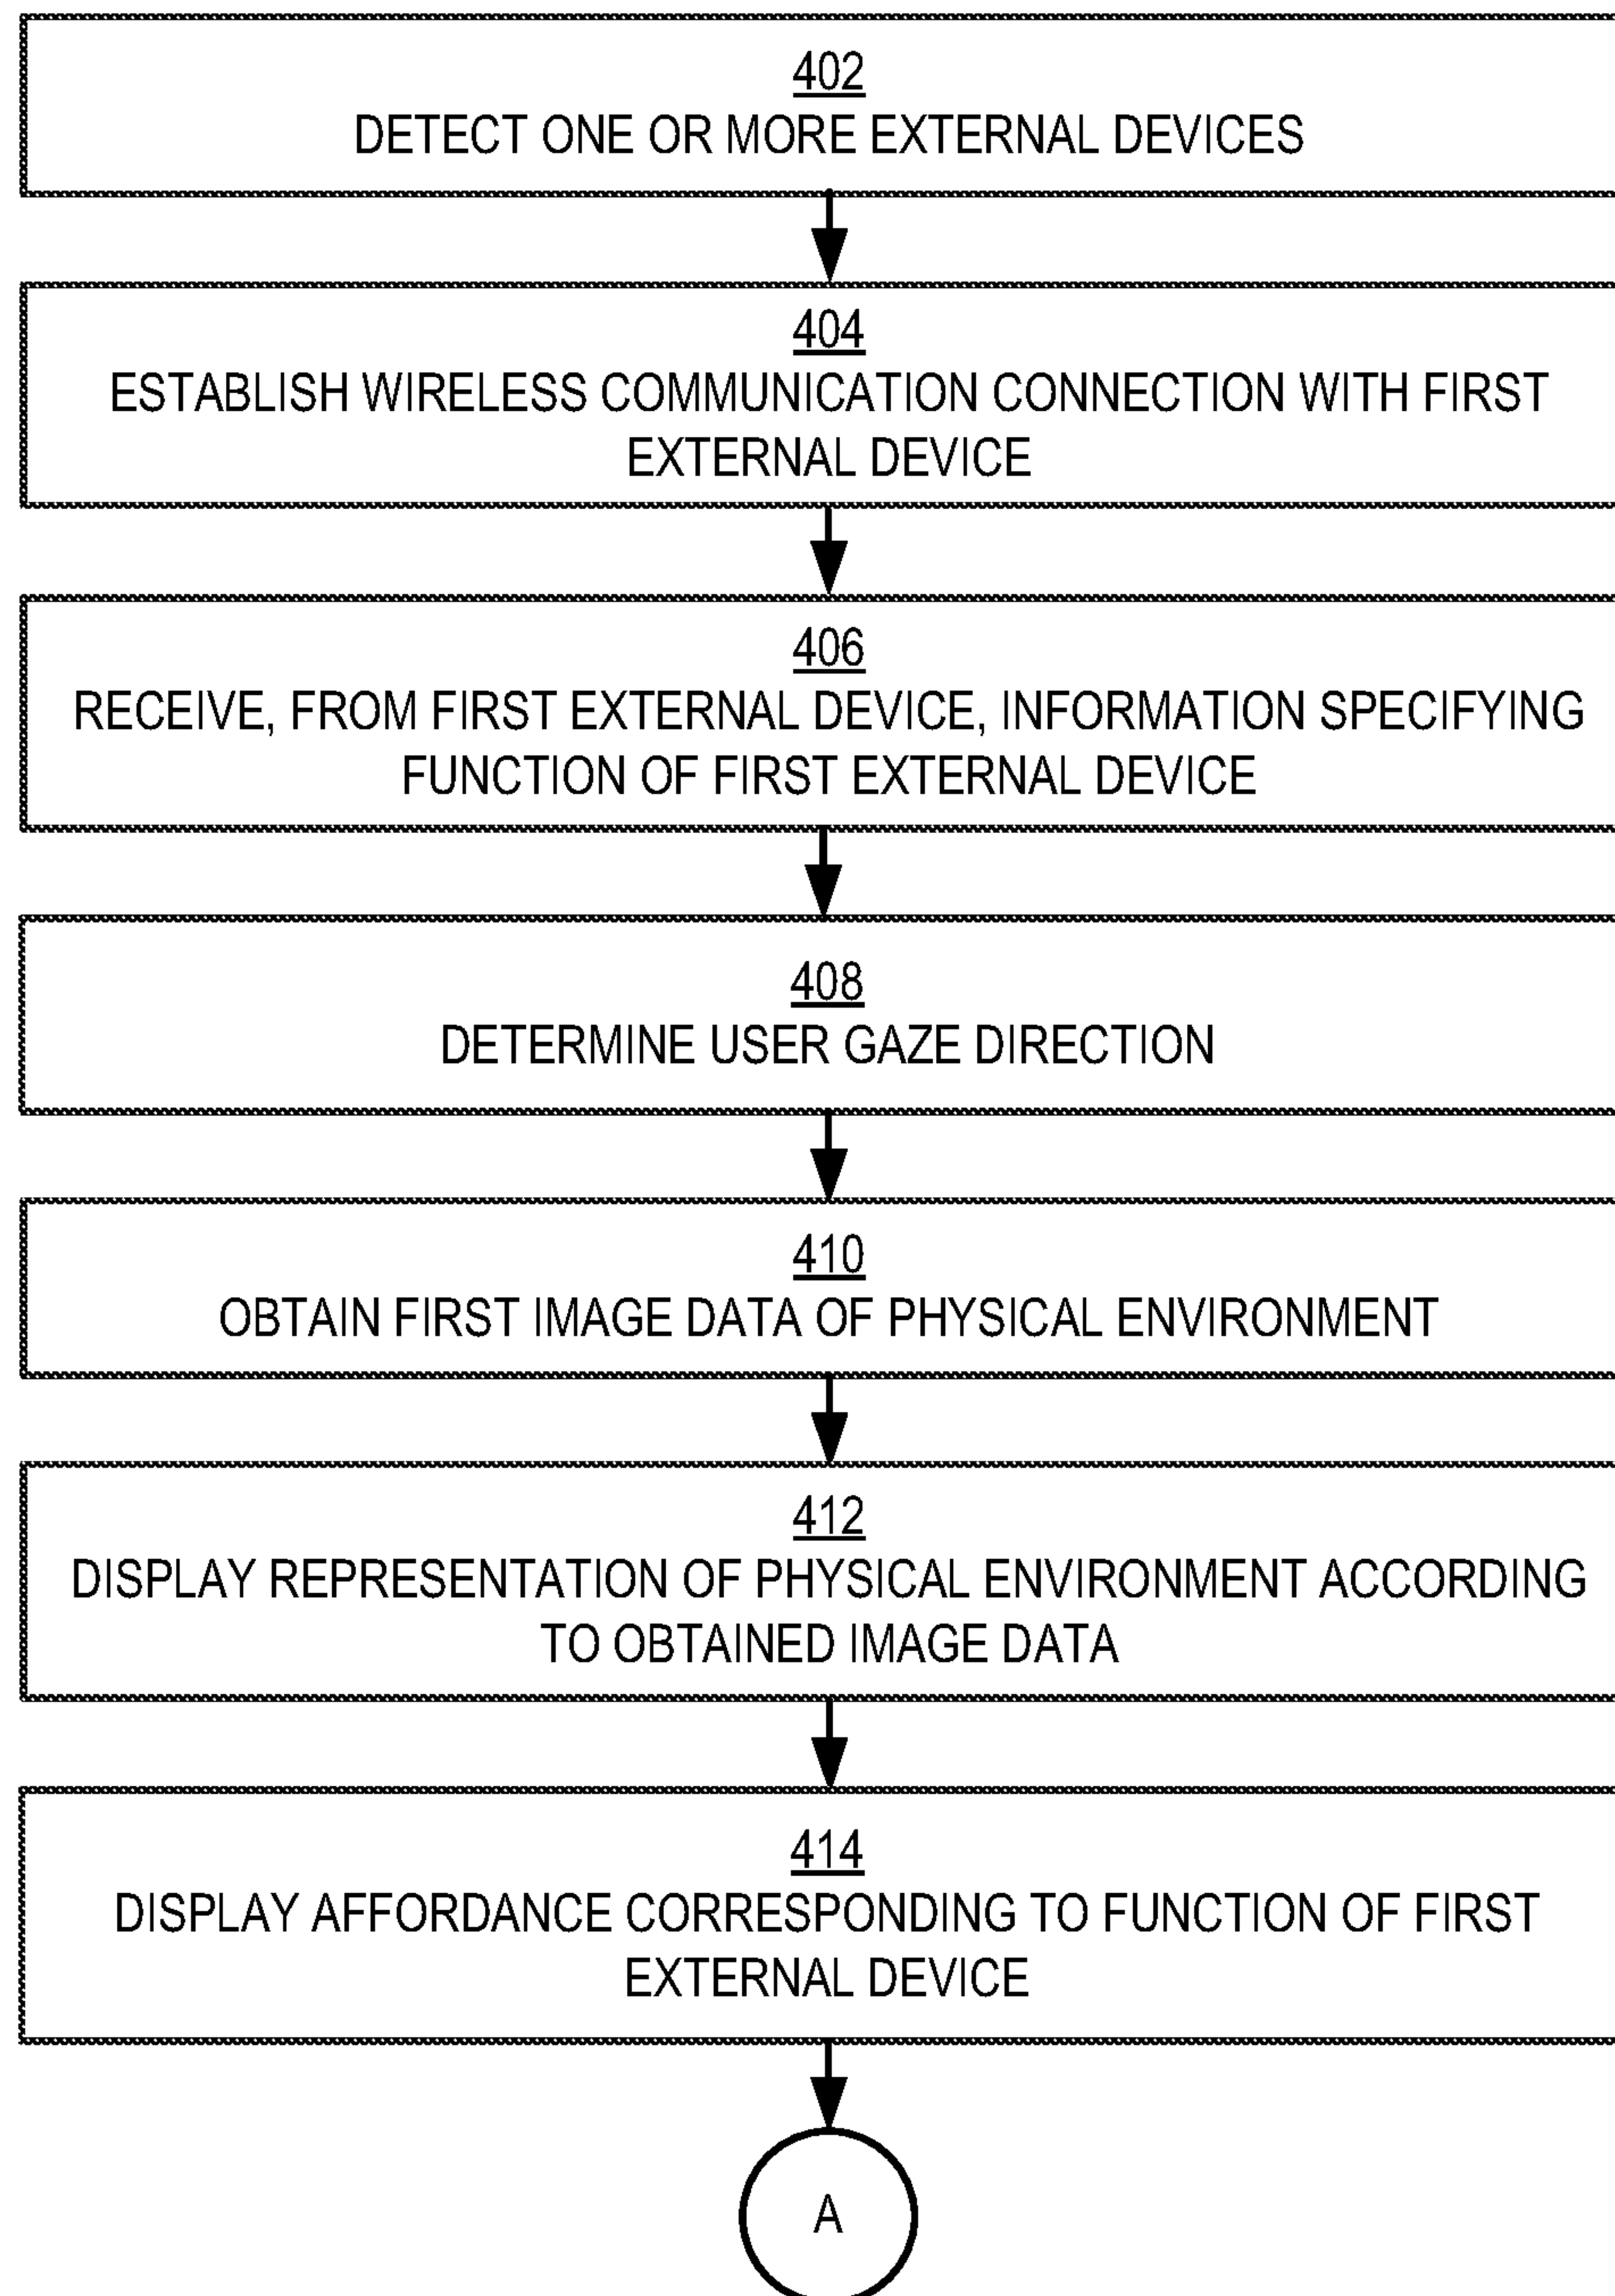 402
DETECT ONE OR MORE EXTERNAL DEVICES
404
ESTABLISH WIRELESS COMMUNICATION CONNECTION WITH FIRST
EXTERNAL DEVICE
406
RECEIVE, FROM FIRST EXTERNAL DEVICE, INFORMATION SPECIFYING
FUNCTION OF FIRST EXTERNAL DEVICE
408
DETERMINE USER GAZE DIRECTION
410
OBTAIN FIRST IMAGE DATA OF PHYSICAL ENVIRONMENT
412
DISPLAY REPRESENTATION OF PHYSICAL ENVIRONMENT ACCORDING
TO OBTAINED IMAGE DATA
414
DISPLAY AFFORDANCE CORRESPONDING TO FUNCTION OF FIRST
EXTERNAL DEVICE
A